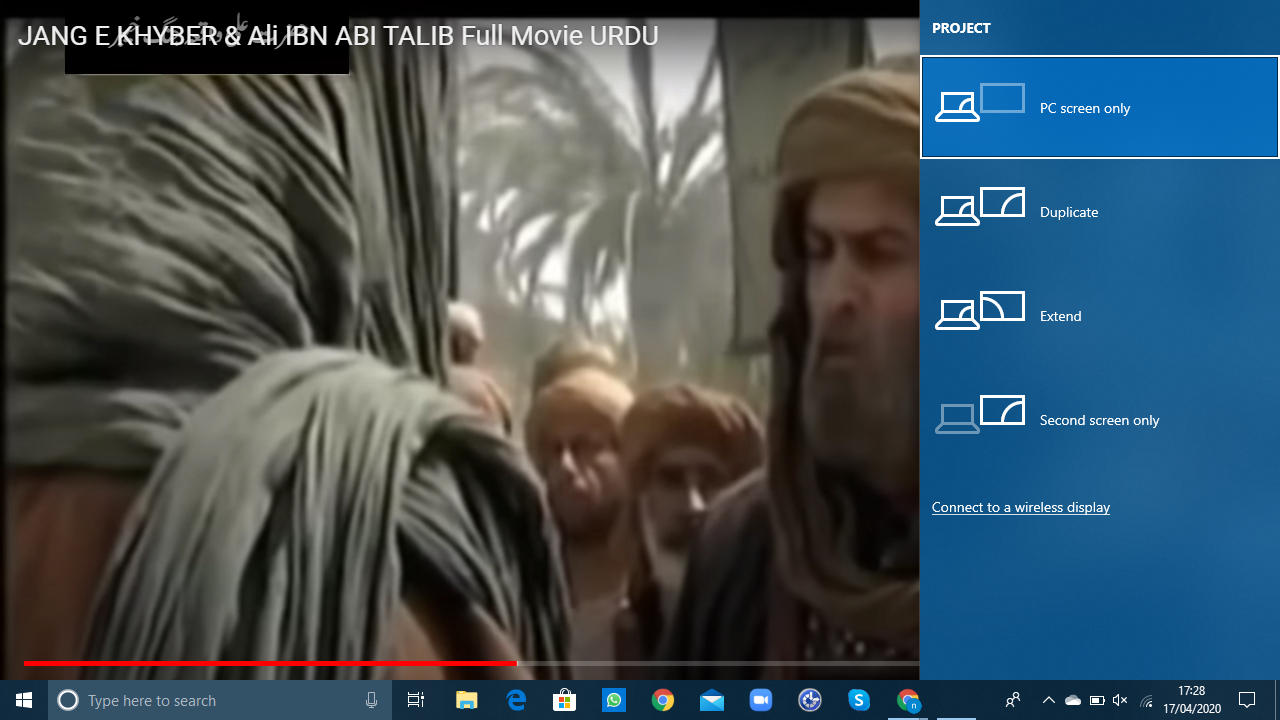 JANG E KHYBER & Ali IBN ABI TALIB Full Movie URDU
PROJECT
PC screen only
Duplicate
Extend
Second screen only
Connect to a wireless display
Type here to search
17:28
17/04/2020